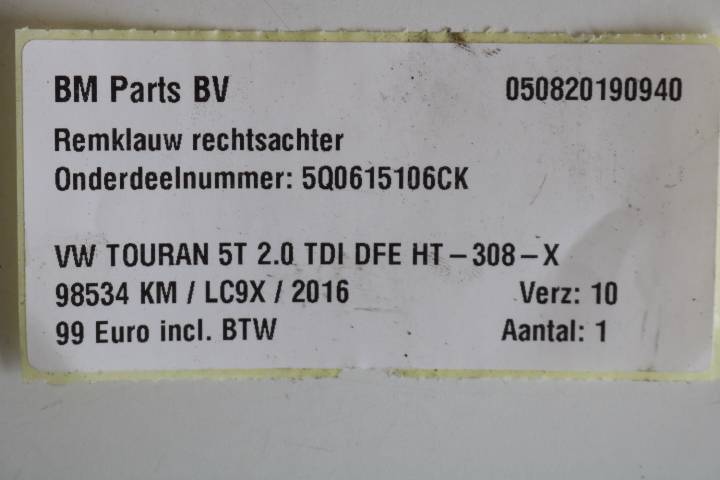 BM Parts BV 050820190940
Remklauw rechtsachter
Onderdeelnummer: 5Q0615106CK
VW TOURAN 5T 2.0 TDI DFE HT-308-X
98534 KM / LC9X / 2016 Verz: 10
99 Euro incl. BTW Aantal: 1